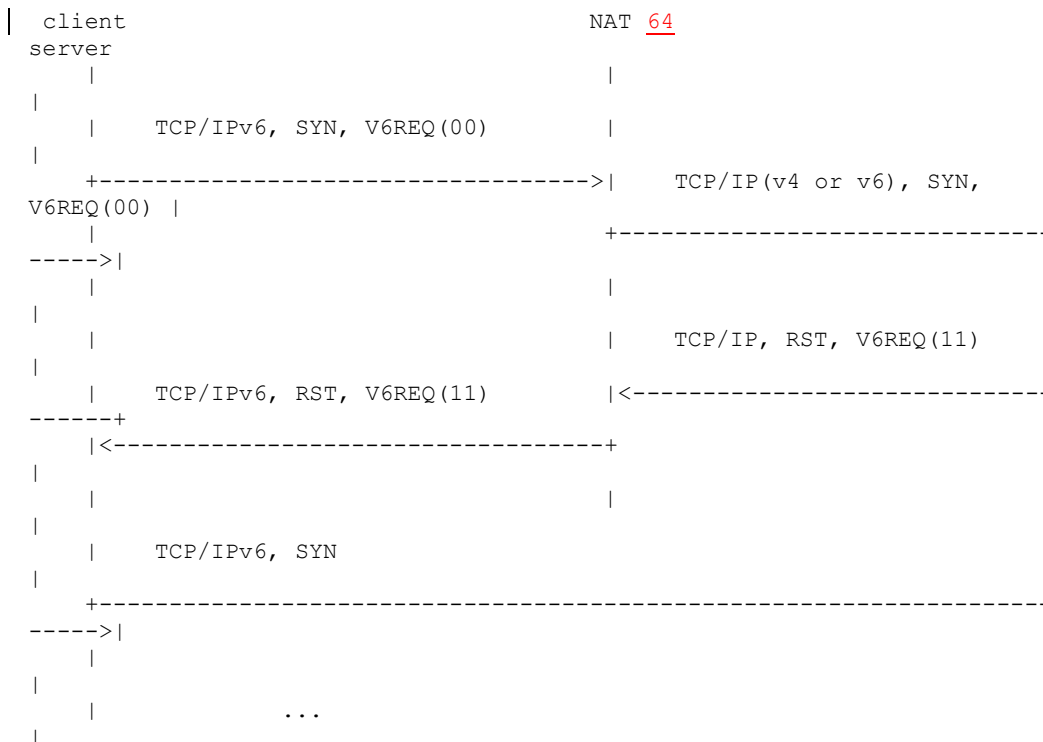 | client                                 NAT 64
server
    |                                    |
|
    |    TCP/IPv6, SYN, V6REQ(00)        |
|
    +----------------------------------->|    TCP/IP(v4 or v6), SYN,
V6REQ(00) |
    |                                    +-------------------------------
----->|
    |                                    |
|
    |                                    |    TCP/IP, RST, V6REQ(11)
|
    |    TCP/IPv6, RST, V6REQ(11)        |<------------------------------
------+
    |<-----------------------------------+
|
    |                                    |
|
    |    TCP/IPv6, SYN
|
    +--------------------------------------------------------------------
----->|
    |
|
    |             ...
|